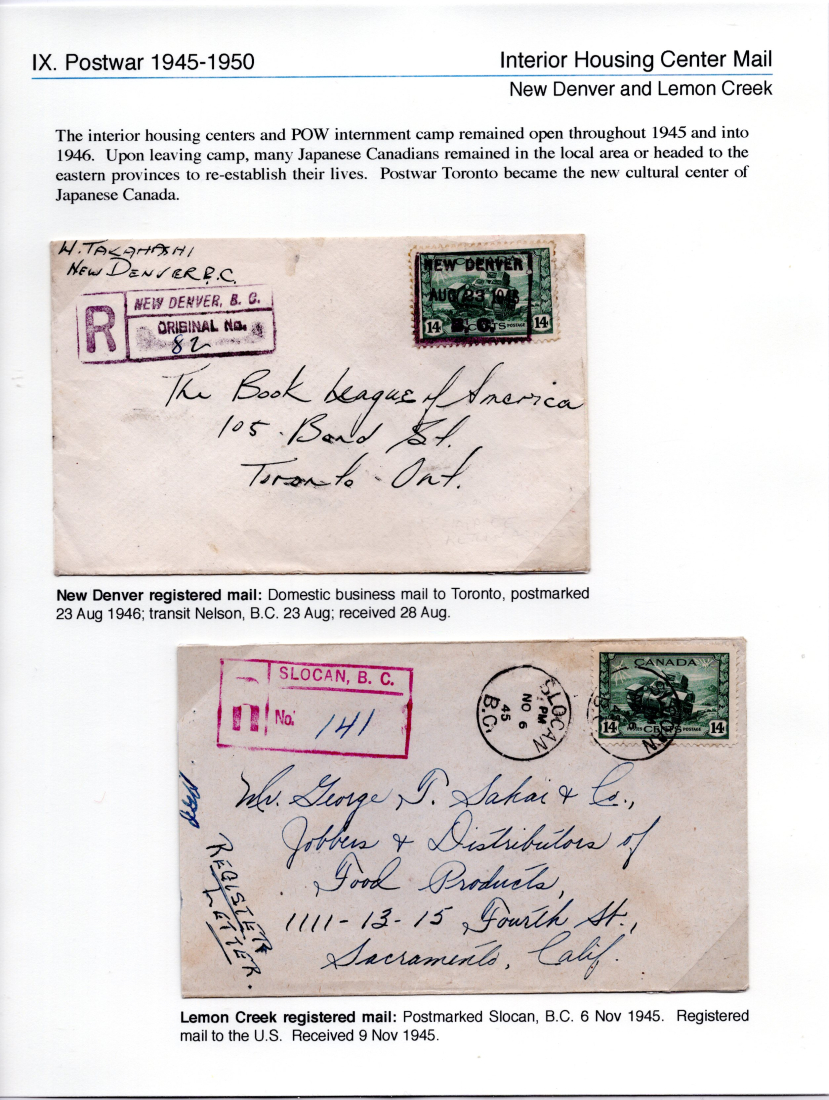 IX. Postwar 1945-1950
Interior Housing Center Mail
New Denver and Lemon Creek
The interior housing centers and POW internment camp remained open throughout 1945 and into
1946. Upon leaving camp, many Japanese Canadians remained in the local area or headed to the
eastern provinces to re-establish their lives. Postwar Toronto became the new cultural center of
Japanese Canada.
W. TAKAHASHI
NEW DENVER B.C.
R
NEW DENVER, B. C.
ORIGINAL No.
82
NEW DENVER
AUG 23 1946
B. C.
14 CENTS POSTAGE 14
The Book League of America
105 Bond St.
Toronto Ont.
New Denver registered mail: Domestic business mail to Toronto, postmarked
23 Aug 1946; transit Nelson, B.C. 23 Aug; received 28 Aug.
R
SLOCAN, B. C.
No. 141
SLOCAN
PM
NO 6
45
B.C.
CANADA
14 POSTES CENTS POSTAGE 14
REGISTER
LETTER.
Mr. George T. Sakai & Co.,
Jobbers & Distributors of
Food Products,
1111-13-15 Fourth St.,
Sacramento, Calif.
Lemon Creek registered mail: Postmarked Slocan, B.C. 6 Nov 1945. Registered
mail to the U.S. Received 9 Nov 1945.